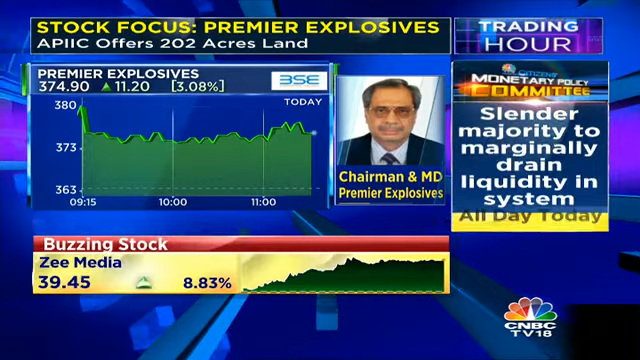 STOCK FOCUS: PREMIER EXPLOSIVES
APIIC Offers 202 Acres Land
TRADING
HOUR
PREMIER EXPLOSIVES
374.90 ▲ 11.20 [3.08%]
BSE
TODAY
380
373
363
09:15 10:00 11:00
Chairman & MD
Premier Explosives
CITIZENS'
MONETARY POLICY
COMMITTEE
Slender
majority to
marginally
drain
liquidity in
system
All Day Today
Buzzing Stock
Zee Media
39.45 ▲ 8.83%
CNBC
TV18